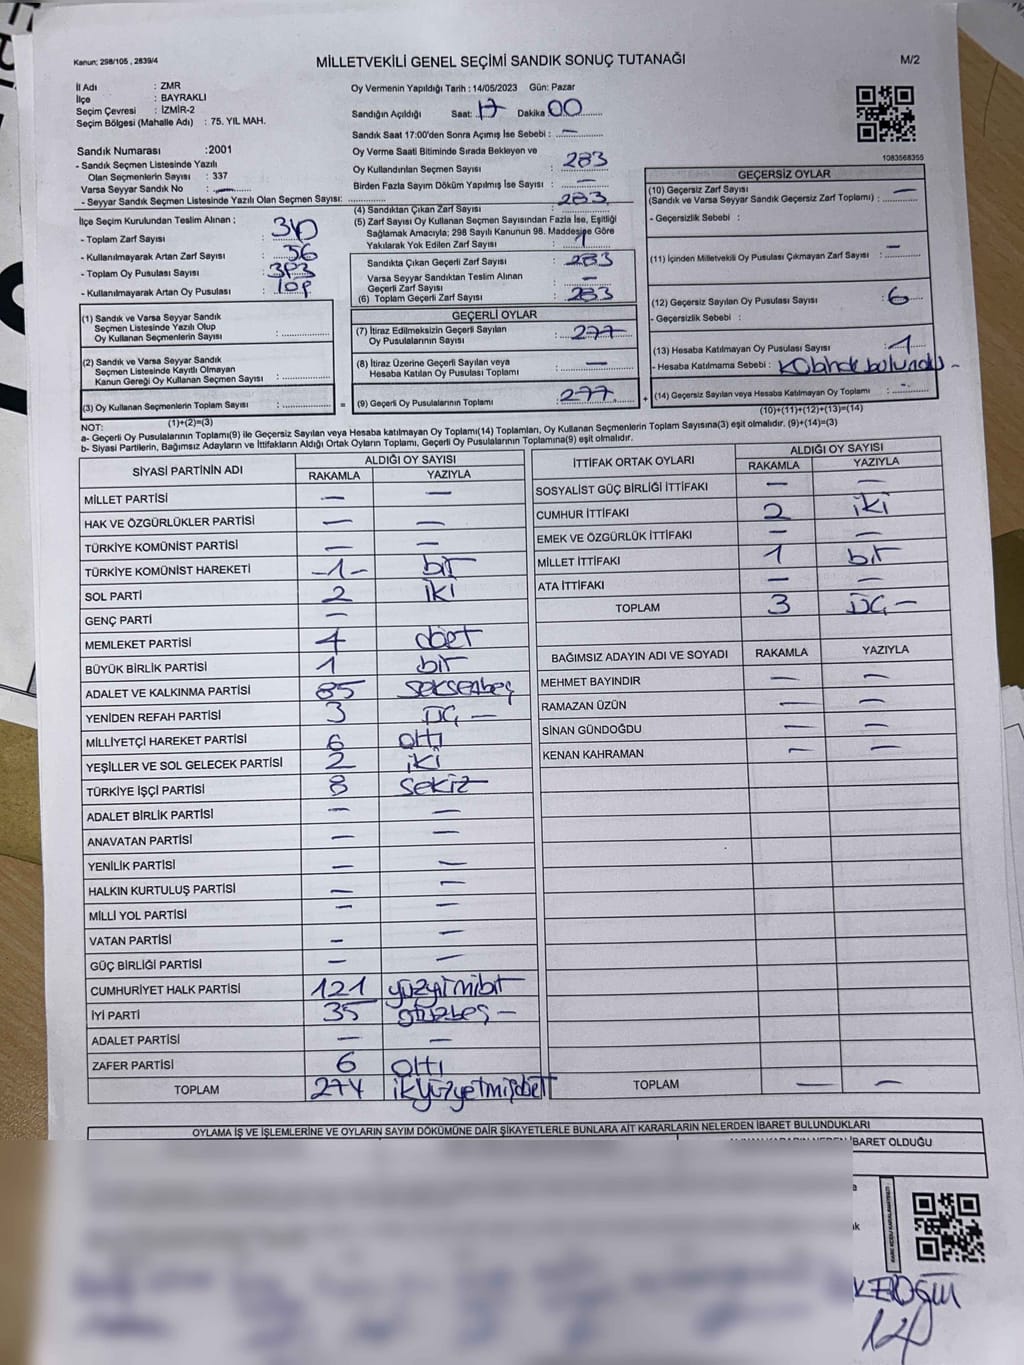 Kanun; 298/105 , 2839/4
MİLLETVEKİLİ GENEL SEÇİMİ SANDIK SONUÇ TUTANAĞI
M/2
İl Adı : ZMR
İlçe : BAYRAKLI
Seçim Çevresi : İZMİR-2
Seçim Bölgesi (Mahalle Adı) : 75. YIL MAH.
Sandık Numarası :2001
- Sandık Seçmen Listesinde Yazılı
Olan Seçmenlerin Sayısı : 337
Varsa Seyyar Sandık No :
- Seyyar Sandık Seçmen Listesinde Yazılı Olan Seçmen Sayısı:
İlçe Seçim Kurulundan Teslim Alınan ;
- Toplam Zarf Sayısı :
- Kullanılmayarak Artan Zarf Sayısı : 56
- Toplam Oy Pusulası Sayısı :
- Kullanılmayarak Artan Oy Pusulası :
(1) Sandık ve Varsa Seyyar Sandık
Seçmen Listesinde Yazılı Olup
Oy Kullanan Seçmenlerin Sayısı :
(2) Sandık ve Varsa Seyyar Sandık
Seçmen Listesinde Kayıtlı Olmayan
Kanun Gereği Oy Kullanan Seçmen Sayısı :
(3) Oy Kullanan Seçmenlerin Toplam Sayısı :
(1)+(2)=(3)
Oy Vermenin Yapıldığı Tarih : 14/05/2023 Gün: Pazar
Sandığın Açıldığı Saat: 17 Dakika 00
Sandık Saat 17:00'den Sonra Açımış İse Sebebi : —
Oy Verme Saati Bitiminde Sırada Bekleyen ve
Oy Kullandırılan Seçmen Sayısı : 283
Birden Fazla Sayım Döküm Yapılmış İse Sayısı : —
(4) Sandıktan Çıkan Zarf Sayısı : 283
(5) Zarf Sayısı Oy Kullanan Seçmen Sayısından Fazla İse, Eşitliği
Sağlamak Amacıyla; 298 Sayılı Kanunun 98. Maddesine Göre
Yakılarak Yok Edilen Zarf Sayısı : 1
Sandıkta Çıkan Geçerli Zarf Sayısı : 283
Varsa Seyyar Sandıktan Teslim Alınan
Geçerli Zarf Sayısı : —
(6) Toplam Geçerli Zarf Sayısı : 283
GEÇERLİ OYLAR
(7) İtiraz Edilmeksizin Geçerli Sayılan
Oy Pusulalarının Sayısı : 277
(8) İtiraz Üzerine Geçerli Sayılan veya
Hesaba Katılan Oy Pusulası Toplamı : —
= (9) Geçerli Oy Pusulalarının Toplamı : 277 +
1083568355
GEÇERSİZ OYLAR
(10) Geçersiz Zarf Sayısı
(Sandık ve Varsa Seyyar Sandık Geçersiz Zarf Toplamı) : —
- Geçersizlik Sebebi :
(11) İçinden Milletvekili Oy Pusulası Çıkmayan Zarf Sayısı : —
(12) Geçersiz Sayılan Oy Pusulası Sayısı : 6
- Geçersizlik Sebebi :
(13) Hesaba Katılmayan Oy Pusulası Sayısı : 1
- Hesaba Katılmama Sebebi : Kabinde bulundu -
(14) Geçersiz Sayılan veya Hesaba Katılmayan Oy Toplamı :
(10)+(11)+(12)+(13)=(14)
NOT:
a- Geçerli Oy Pusulalarının Toplamı(9) ile Geçersiz Sayılan veya Hesaba katılmayan Oy Toplamı(14) Toplamları, Oy Kullanan Seçmenlerin Toplam Sayısına(3) eşit olmalıdır. (9)+(14)=(3)
b- Siyasi Partilerin, Bağımsız Adayların ve İttifakların Aldığı Ortak Oyların Toplamı, Geçerli Oy Pusulalarının Toplamına(9) eşit olmalıdır.
SİYASİ PARTİNİN ADI ALDIĞI OY SAYISI
RAKAMLA YAZIYLA
MİLLET PARTİSİ — —
HAK VE ÖZGÜRLÜKLER PARTİSİ — —
TÜRKİYE KOMÜNİST PARTİSİ — —
TÜRKİYE KOMÜNİST HAREKETİ -1- bir
SOL PARTİ 2 iki
GENÇ PARTİ —
MEMLEKET PARTİSİ 4 dört
BÜYÜK BİRLİK PARTİSİ 1 bir
ADALET VE KALKINMA PARTİSİ 85 seksenbeş
YENİDEN REFAH PARTİSİ 3 üç —
MİLLİYETÇİ HAREKET PARTİSİ 6 altı
YEŞİLLER VE SOL GELECEK PARTİSİ 2 iki
TÜRKİYE İŞÇİ PARTİSİ 8 sekiz
ADALET BİRLİK PARTİSİ — —
ANAVATAN PARTİSİ — —
YENİLİK PARTİSİ — —
HALKIN KURTULUŞ PARTİSİ — —
MİLLİ YOL PARTİSİ — —
VATAN PARTİSİ — —
GÜÇ BİRLİĞİ PARTİSİ — —
CUMHURİYET HALK PARTİSİ 121 yüzyirmibir
İYİ PARTİ 35 otuzbeş —
ADALET PARTİSİ — —
ZAFER PARTİSİ 6 altı
TOPLAM 274 ikiyüzyetmişdört
İTTİFAK ORTAK OYLARI ALDIĞI OY SAYISI
RAKAMLA YAZIYLA
SOSYALİST GÜÇ BİRLİĞİ İTTİFAKI — —
CUMHUR İTTİFAKI 2 iki
EMEK VE ÖZGÜRLÜK İTTİFAKI — —
MİLLET İTTİFAKI 1 bir
ATA İTTİFAKI — —
TOPLAM 3 üç —
BAĞIMSIZ ADAYIN ADI VE SOYADI RAKAMLA YAZIYLA
MEHMET BAYINDIR — —
RAMAZAN ÜZÜN — —
SİNAN GÜNDOĞDU — —
KENAN KAHRAMAN — —
TOPLAM — —
OYLAMA İŞ VE İŞLEMLERİNE VE OYLARIN SAYIM DÖKÜMÜNE DAİR ŞİKAYETLERLE BUNLARA AİT KARARLARIN NELERDEN İBARET BULUNDUKLARI
İBARET OLDUĞU